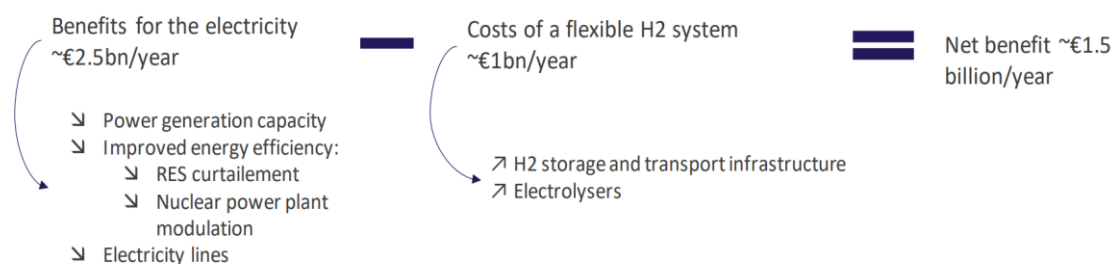 Benefits for the electricity
~€2.5bn/year
↘ Power generation capacity
↘ Improved energy efficiency:
↘ RES curtailement
↘ Nuclear power plant
modulation
↘ Electricity lines
Costs of a flexible H2 system
~€1bn/year
↗ H2 storage and transport infrastructure
↗ Electrolysers
Net benefit ~€1.5
billion/year